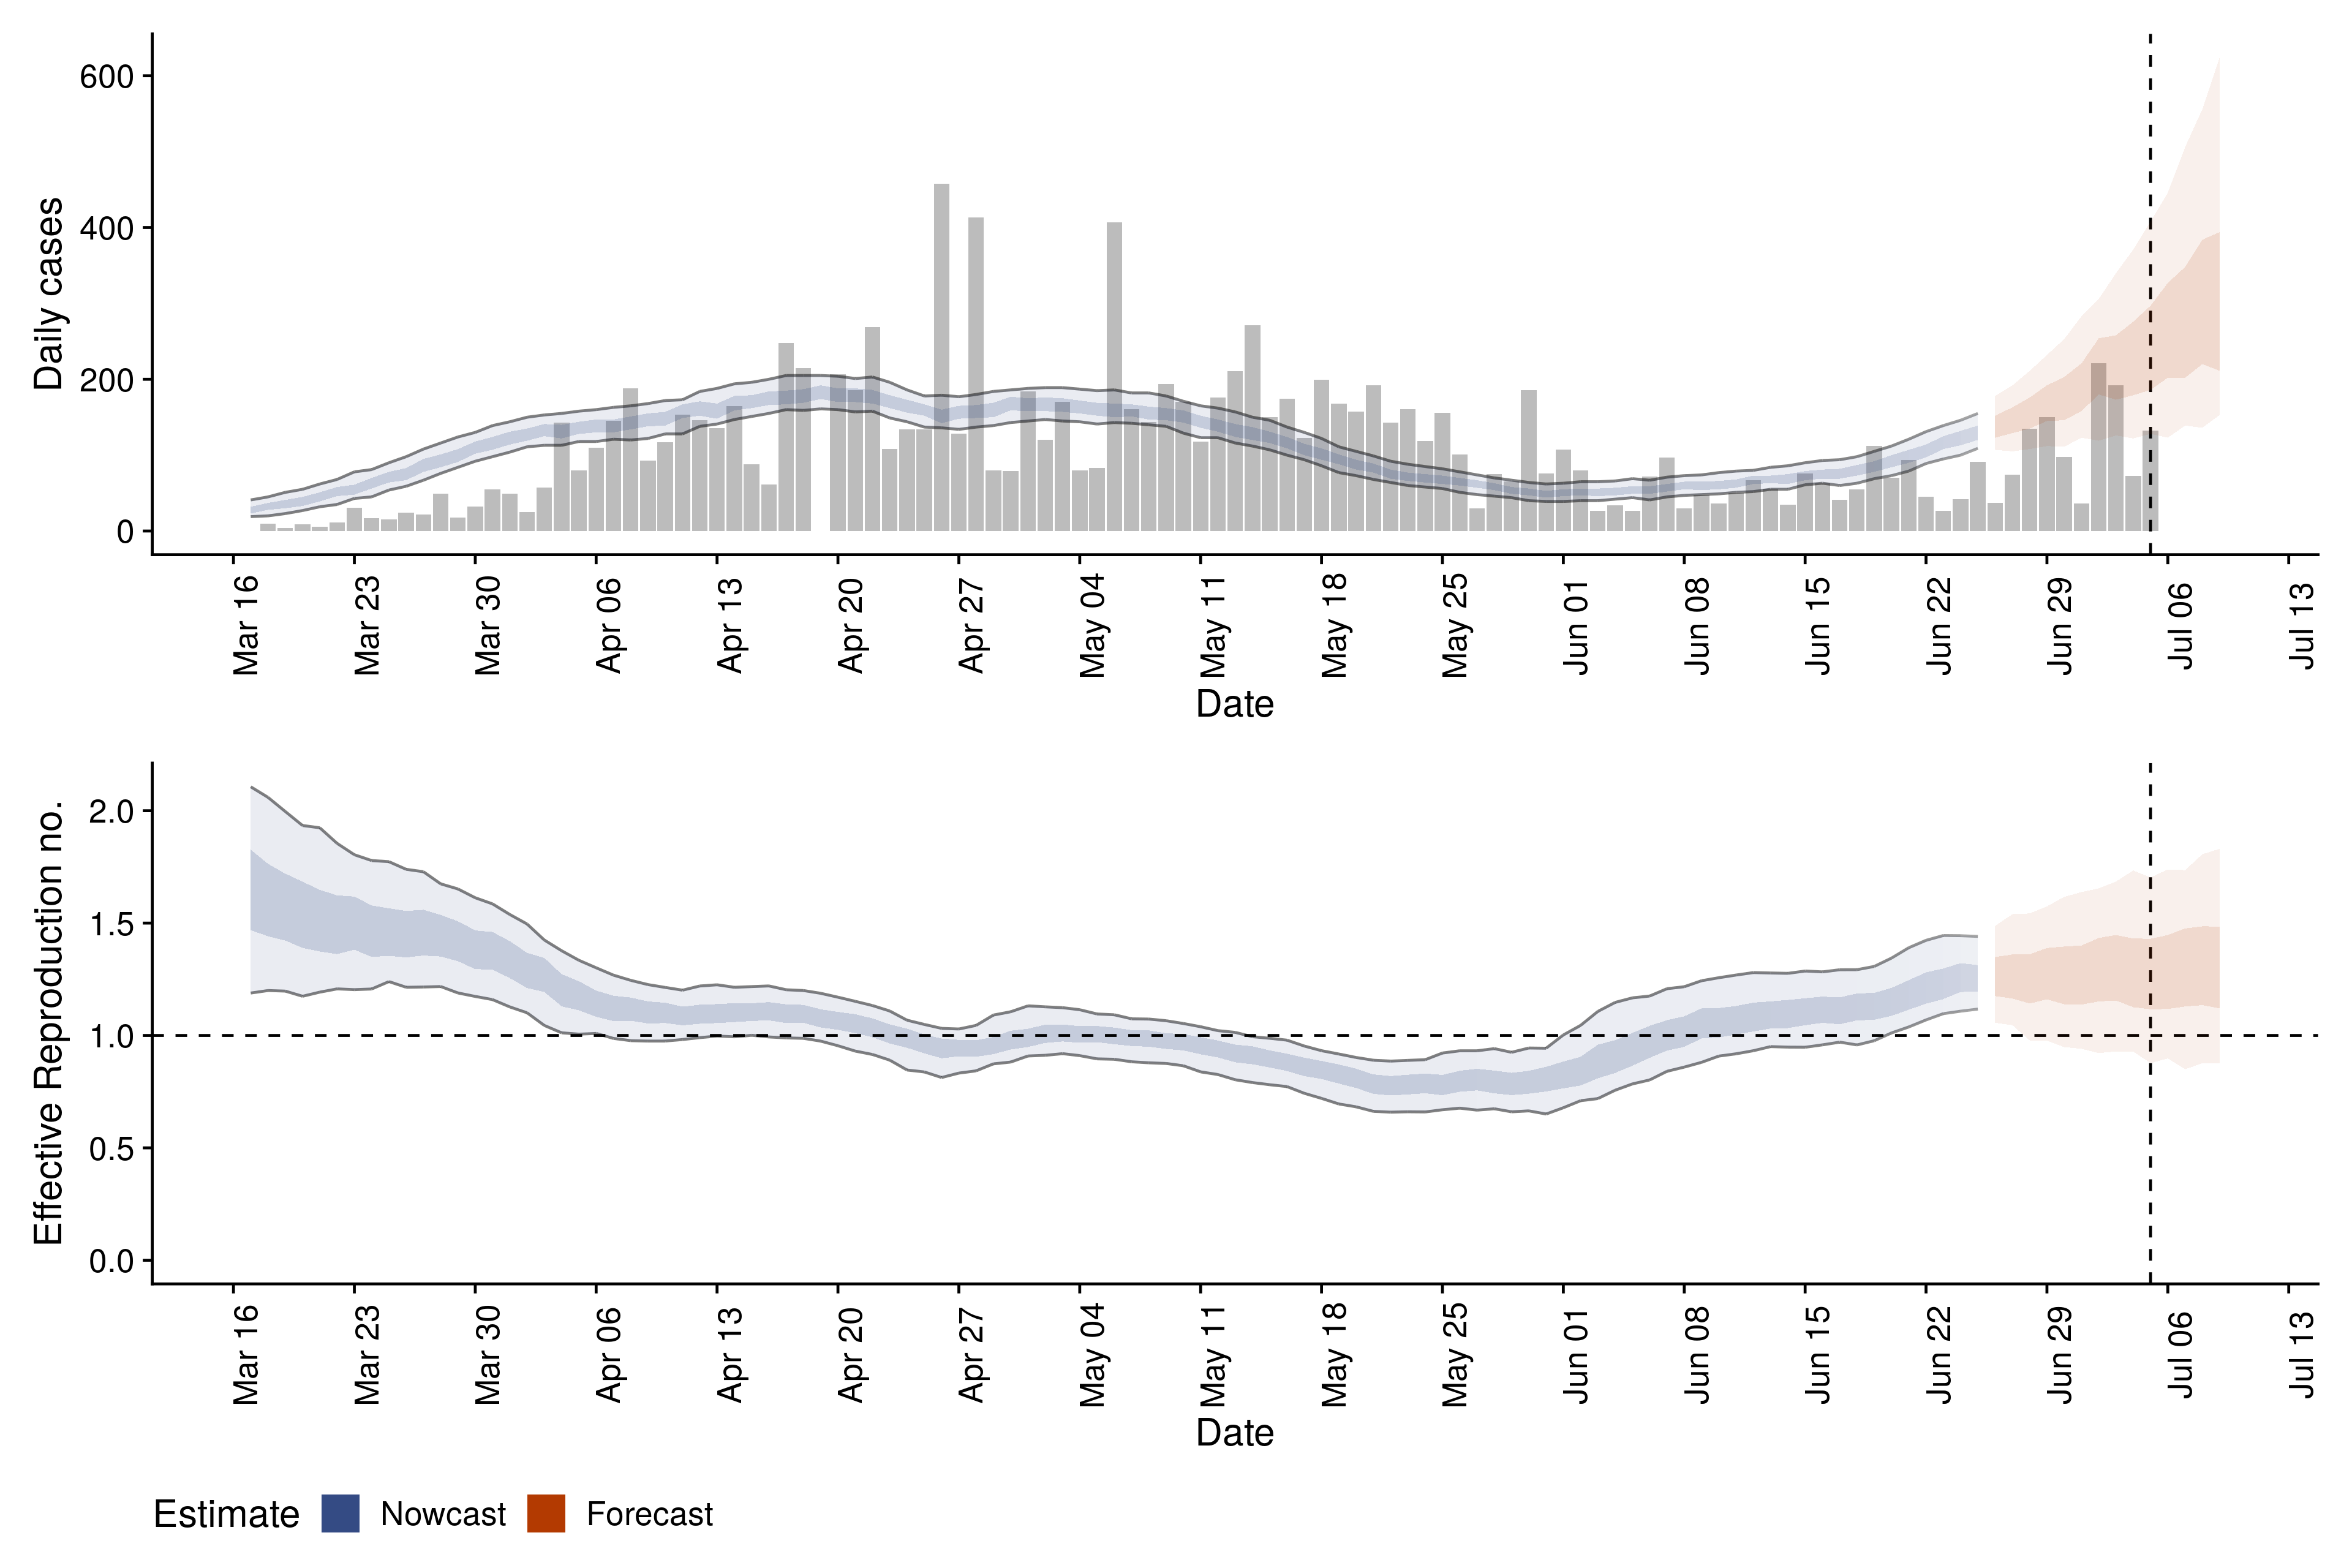 600
400
200
0
Daily cases
Mar 16
Mar 23
Mar 30
Apr 06
Apr 13
Apr 20
Apr 27
May 04
May 11
May 18
May 25
Jun 01
Jun 08
Jun 15
Jun 22
Jun 29
Jul 06
Jul 13
Date
2.0
1.5
1.0
0.5
0.0
Effective Reproduction no.
Mar 16
Mar 23
Mar 30
Apr 06
Apr 13
Apr 20
Apr 27
May 04
May 11
May 18
May 25
Jun 01
Jun 08
Jun 15
Jun 22
Jun 29
Jul 06
Jul 13
Date
Estimate Nowcast Forecast